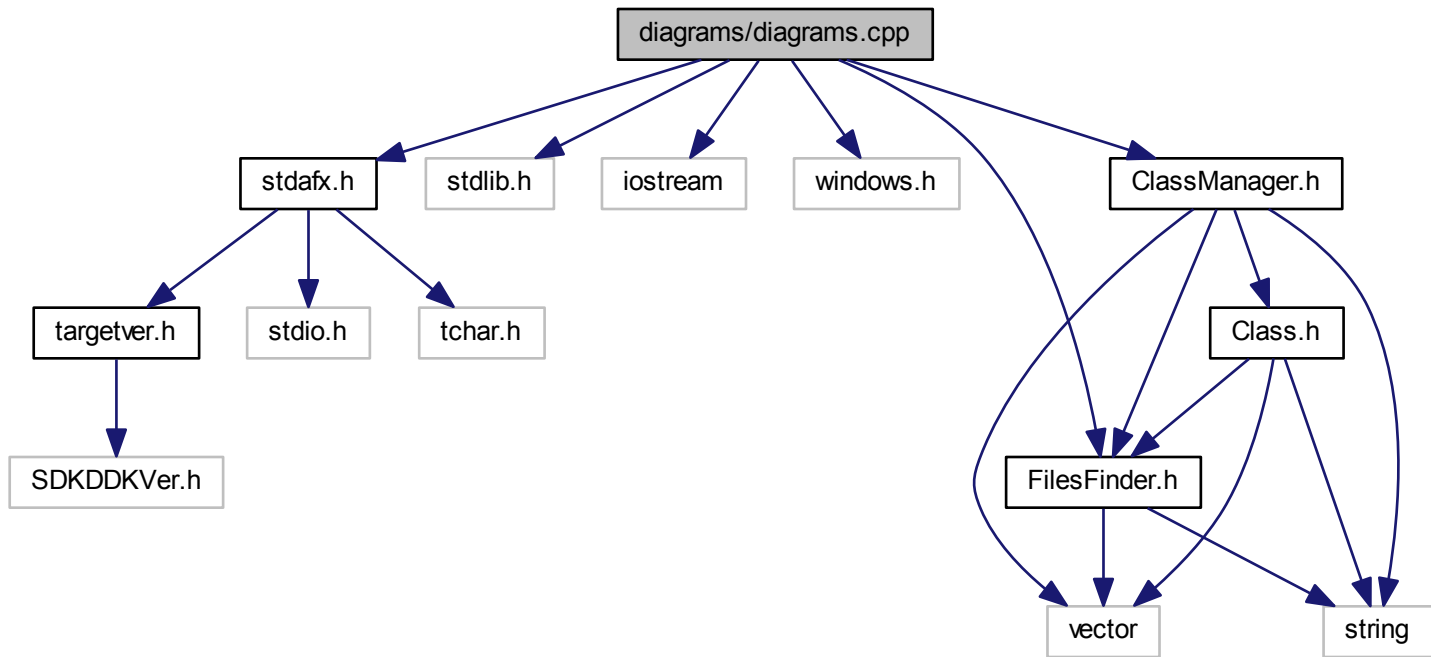 diagrams/diagrams.cpp
stdafx.h
stdlib.h
iostream
windows.h
ClassManager.h
targetver.h
stdio.h
tchar.h
Class.h
SDKDDKVer.h
FilesFinder.h
vector
string